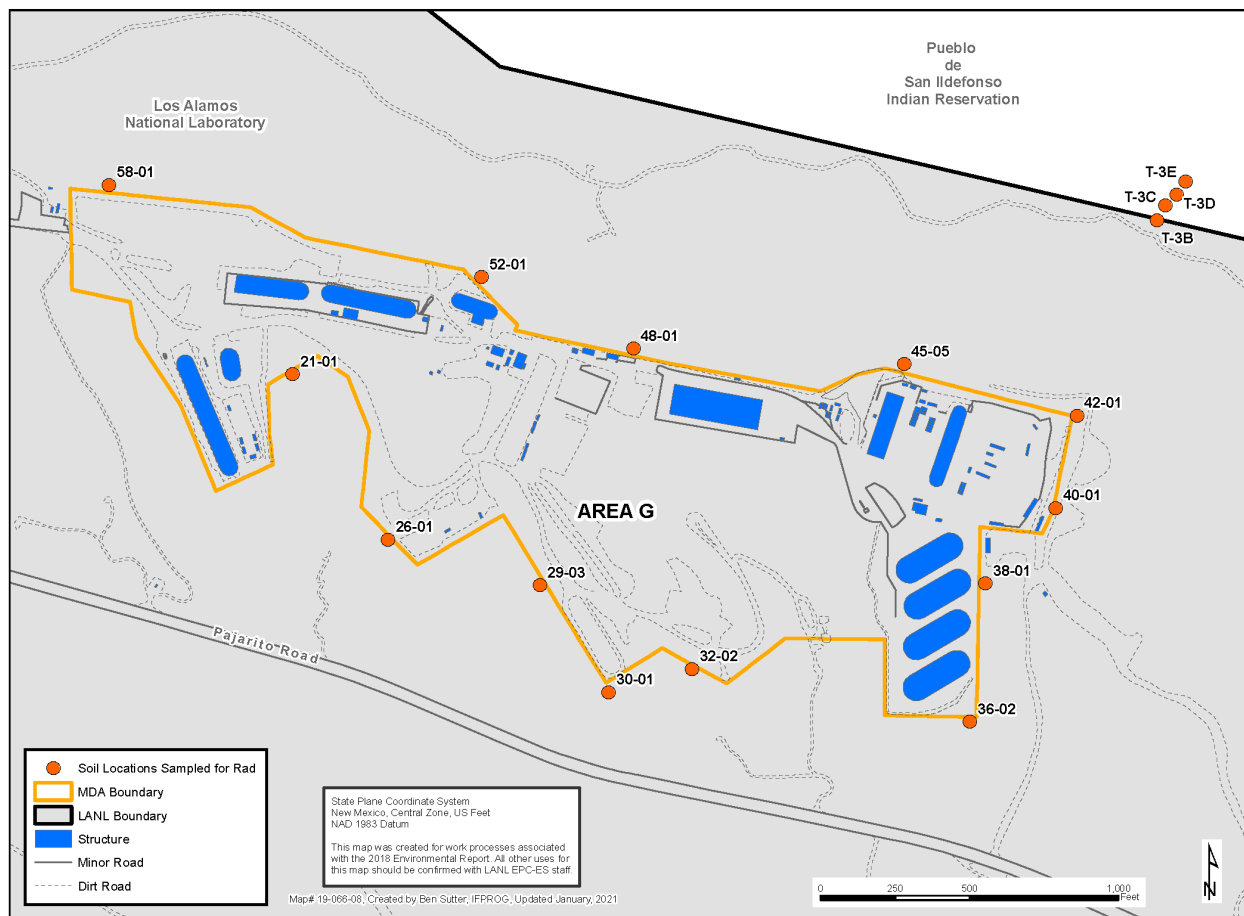 Pueblo
de
San Ildefonso
Indian Reservation
Los Alamos
National Laboratory
58-01
T-3E
T-3C
T-3D
T-3B
52-01
48-01
45-05
21-01
42-01
AREA G
40-01
26-01
38-01
29-03
Pajarito Road
32-02
30-01
36-02
Soil Locations Sampled for Rad
MDA Boundary
LANL Boundary
Structure
Minor Road
Dirt Road
State Plane Coordinate System
New Mexico, Central Zone, US Feet
NAD 1983 Datum
This map was created for work processes associated
with the 2018 Environmental Report. All other uses for
this map should be confirmed with LANL EPC-ES staff.
Map# 19-066-08, Created by Ben Sutter, IFPROG, Updated January, 2021
0 250 500 1,000
Feet
N